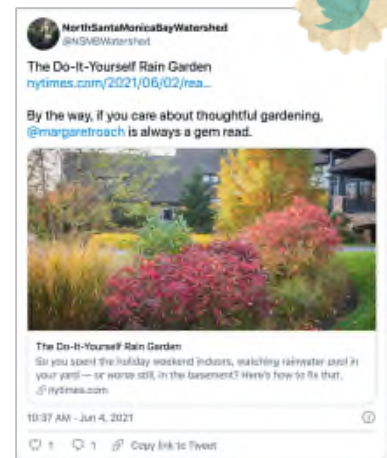 NorthSantaMonicaBayWatershed
@NSMBWatershed
The Do-It-Yourself Rain Garden
nytimes.com/2021/06/02/rea...
By the way, if you care about thoughtful gardening,
@margaretroach is always a gem read.
The Do-It-Yourself Rain Garden
So you spent the holiday weekend indoors, watching rainwater pool in
your yard — or worse still, in the basement? Here's how to fix that.
nytimes.com
10:37 AM · Jun 4, 2021
1 1 Copy link to Tweet